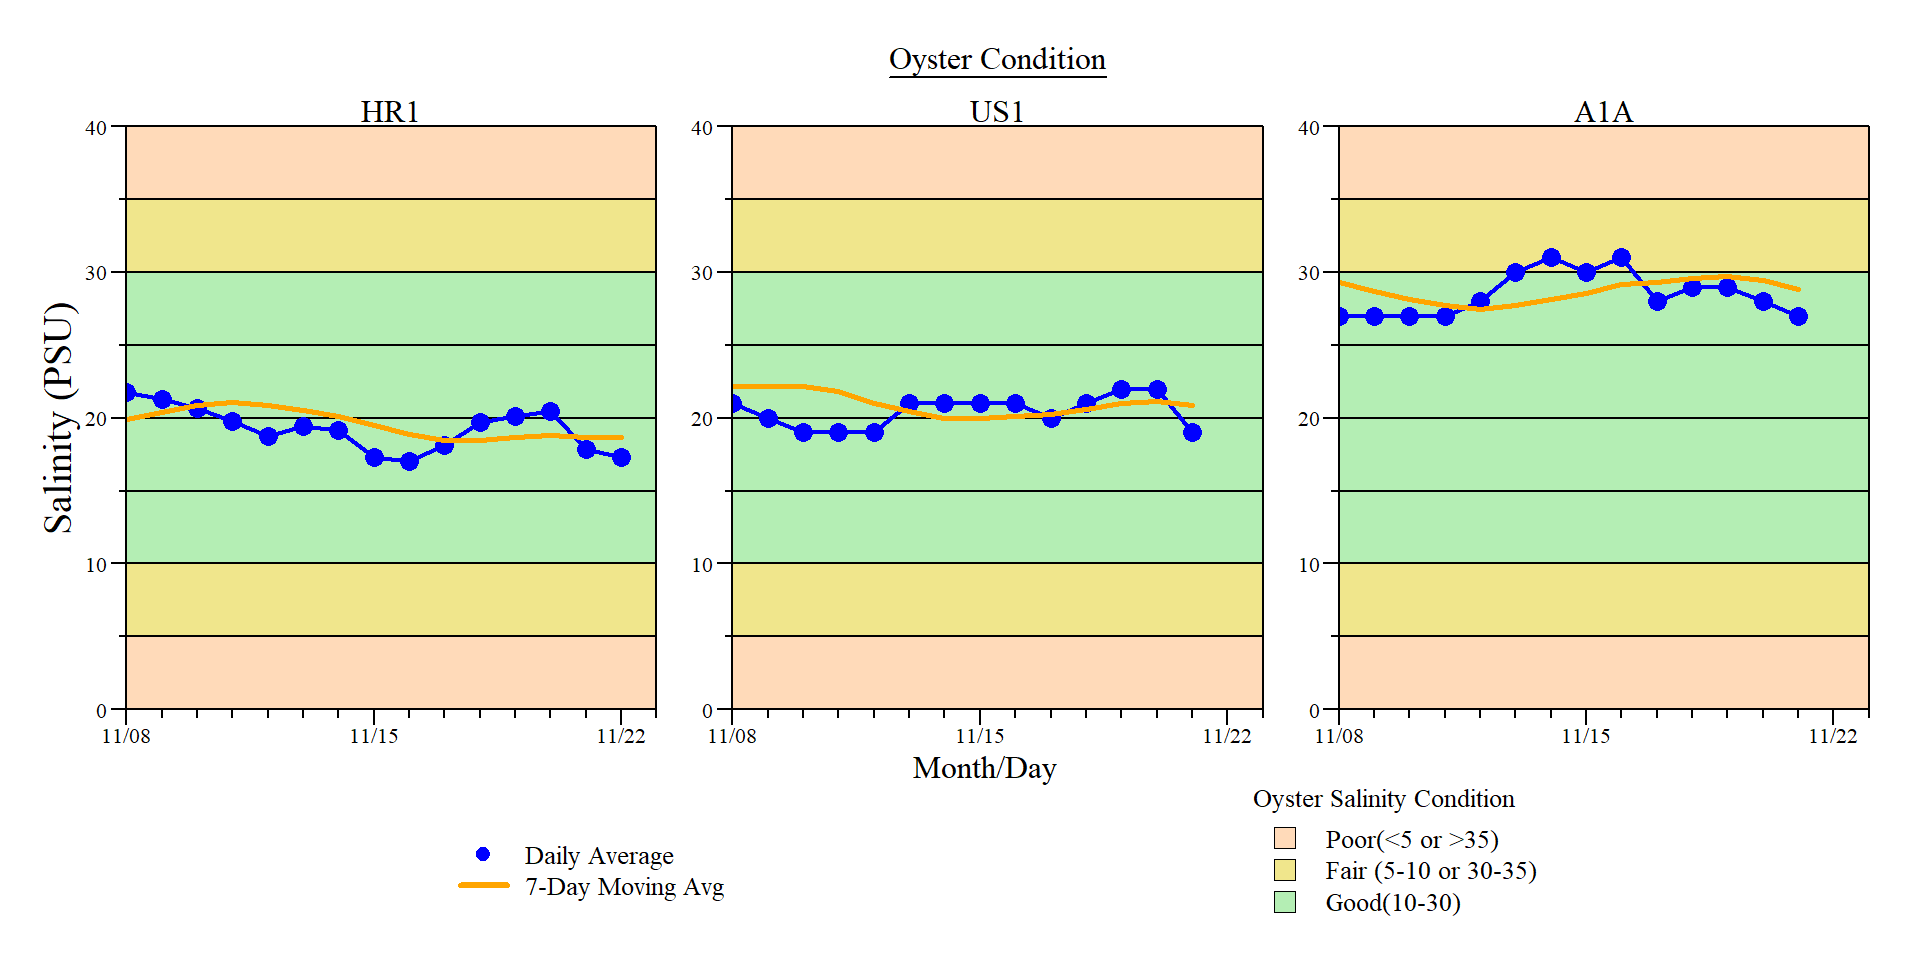 Oyster Condition
HR1
US1
A1A
Salinity (PSU)
40
30
20
10
0
40
30
20
10
0
40
30
20
10
0
11/08
11/15
11/22
11/08
11/15
11/22
11/08
11/15
11/22
Month/Day
Daily Average
7-Day Moving Avg
Oyster Salinity Condition
Poor(<5 or >35)
Fair (5-10 or 30-35)
Good(10-30)